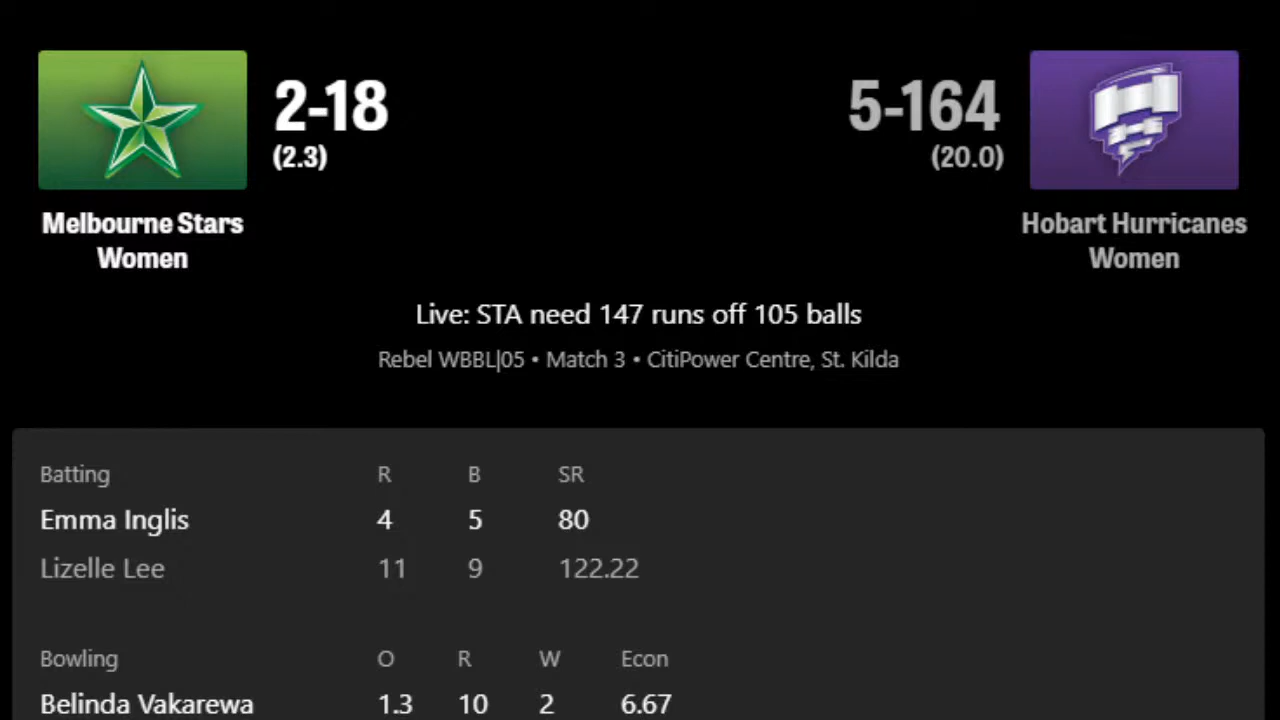 2-18
(2.3)
5-164
(20.0)
Melbourne Stars
Women
Hobart Hurricanes
Women
Live: STA need 147 runs off 105 balls
Rebel WBBL|05 • Match 3 • CitiPower Centre, St. Kilda
Batting R B SR
Emma Inglis 4 5 80
Lizelle Lee 11 9 122.22
Bowling O R W Econ
Belinda Vakarewa 1.3 10 2 6.67